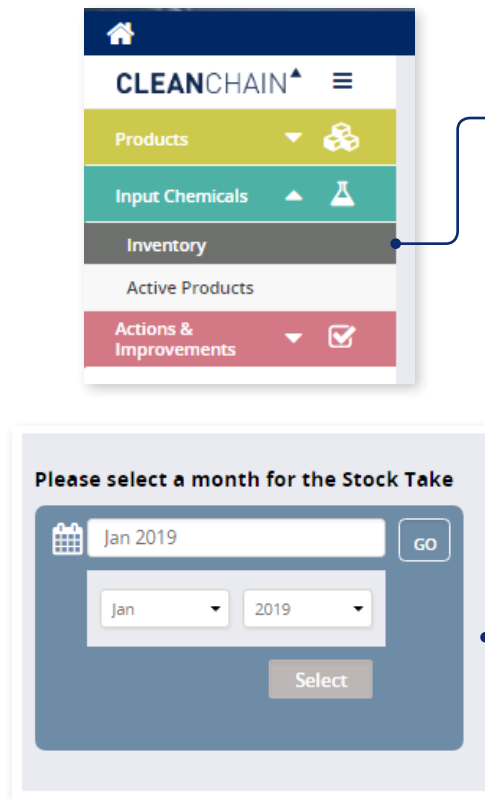 CLEANCHAIN
Products
Input Chemicals
Inventory
Active Products
Actions &
Improvements
Please select a month for the Stock Take
Jan 2019
GO
Jan 2019
Select